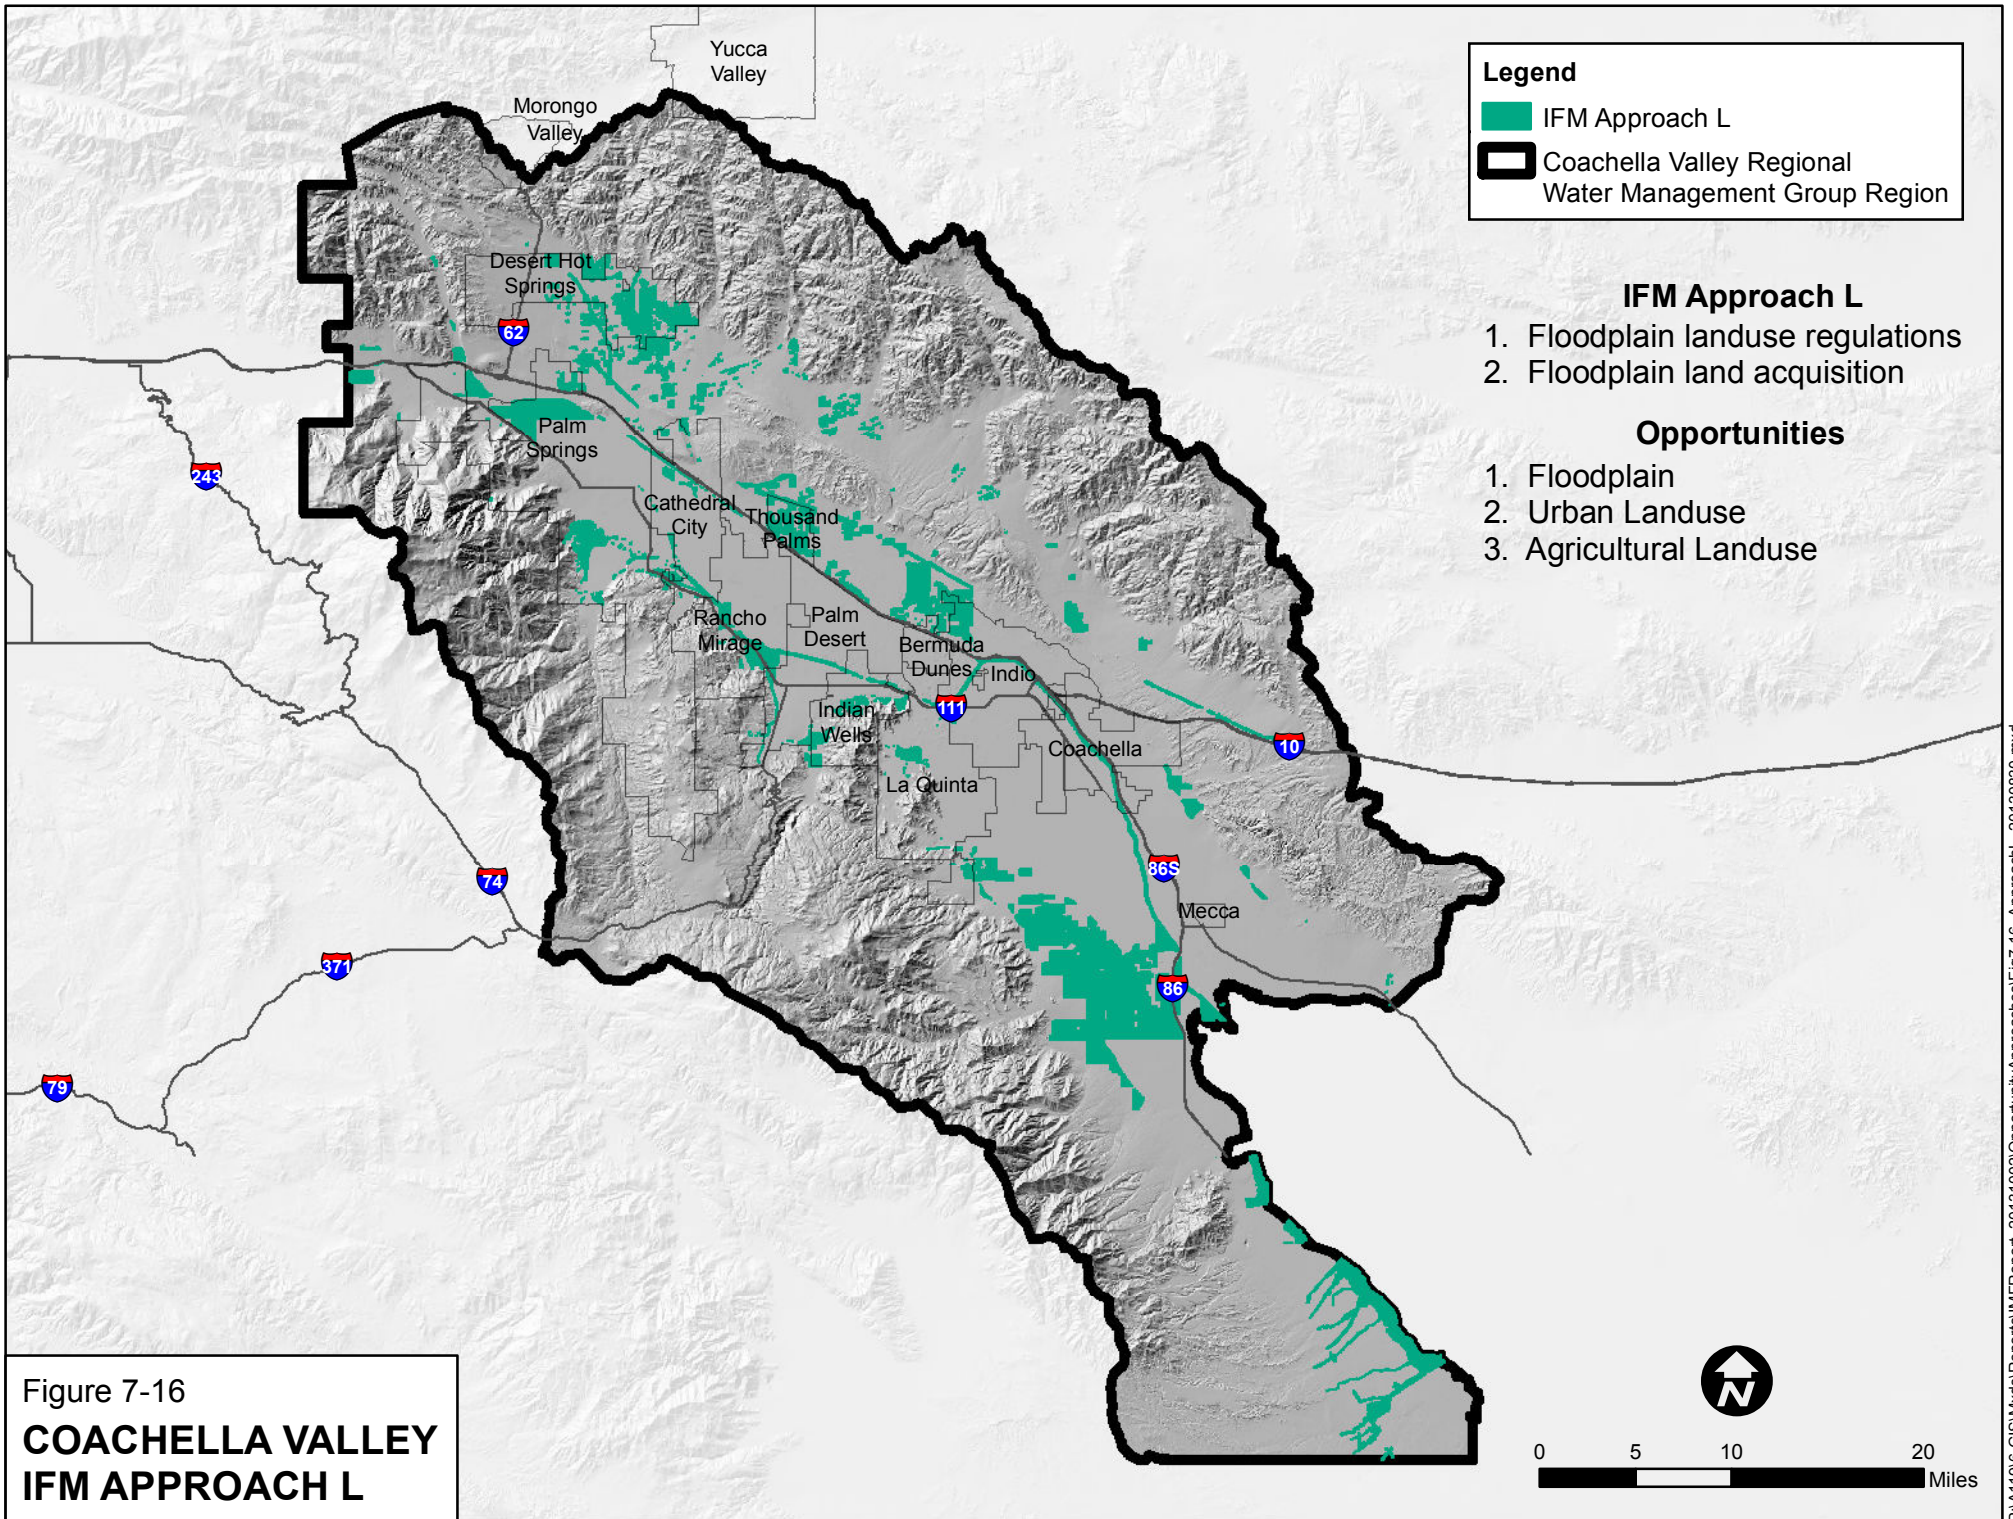 Yucca
Valley
Morongo
Valley
Legend
IFM Approach L
Coachella Valley Regional
Water Management Group Region
IFM Approach L
1. Floodplain landuse regulations
2. Floodplain land acquisition
Opportunities
1. Floodplain
2. Urban Landuse
3. Agricultural Landuse
Desert Hot
Springs
62
Palm
Springs
243
Cathedral
City
Thousand
Palms
Rancho
Mirage
Palm
Desert
Bermuda
Dunes
Indio
111
Indian
Wells
Coachella
10
La Quinta
74
86S
Mecca
371
86
79
Figure 7-16
COACHELLA VALLEY
IFM APPROACH L
N
0 5 10 20
Miles